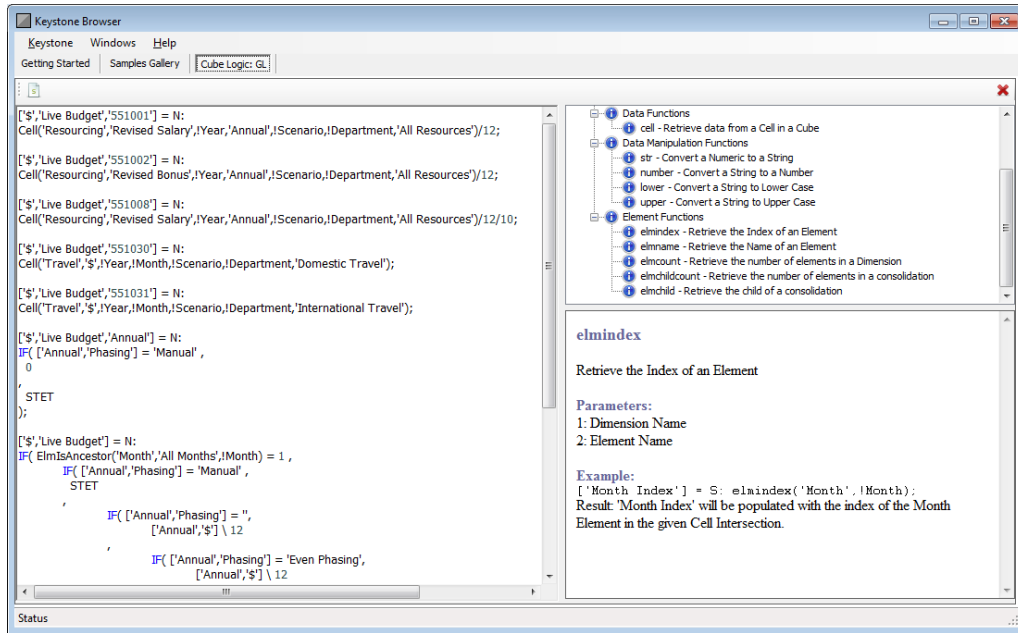 Keystone Browser
Keystone Windows Help
Getting Started Samples Gallery Cube Logic: GL
['$','Live Budget','551001'] = N:
Cell('Resourcing','Revised Salary',!Year,'Annual',!Scenario,!Department,'All Resources')/12;
['$','Live Budget','551002'] = N:
Cell('Resourcing','Revised Bonus',!Year,'Annual',!Scenario,!Department,'All Resources')/12;
['$','Live Budget','551008'] = N:
Cell('Resourcing','Revised Salary',!Year,'Annual',!Scenario,!Department,'All Resources')/12/10;
['$','Live Budget','551030'] = N:
Cell('Travel','$',!Year,!Month,!Scenario,!Department,'Domestic Travel');
['$','Live Budget','551031'] = N:
Cell('Travel','$',!Year,!Month,!Scenario,!Department,'International Travel');
['$','Live Budget','Annual'] = N:
IF( ['Annual','Phasing'] = 'Manual' ,
0
,
STET
);
['$','Live Budget'] = N:
IF( ElmIsAncestor('Month','All Months',!Month) = 1 ,
IF( ['Annual','Phasing'] = 'Manual' ,
STET
,
IF( ['Annual','Phasing'] = '',
['Annual','$'] \ 12
,
IF( ['Annual','Phasing'] = 'Even Phasing',
['Annual','$'] \ 12
Data Functions
cell - Retrieve data from a Cell in a Cube
Data Manipulation Functions
str - Convert a Numeric to a String
number - Convert a String to a Number
lower - Convert a String to Lower Case
upper - Convert a String to Upper Case
Element Functions
elmindex - Retrieve the Index of an Element
elmname - Retrieve the Name of an Element
elmcount - Retrieve the number of elements in a Dimension
elmchildcount - Retrieve the number of elements in a consolidation
elmchild - Retrieve the child of a consolidation
elmindex
Retrieve the Index of an Element
Parameters:
1: Dimension Name
2: Element Name
Example:
['Month Index'] = S: elmindex('Month',!Month);
Result: 'Month Index' will be populated with the index of the Month
Element in the given Cell Intersection.
Status